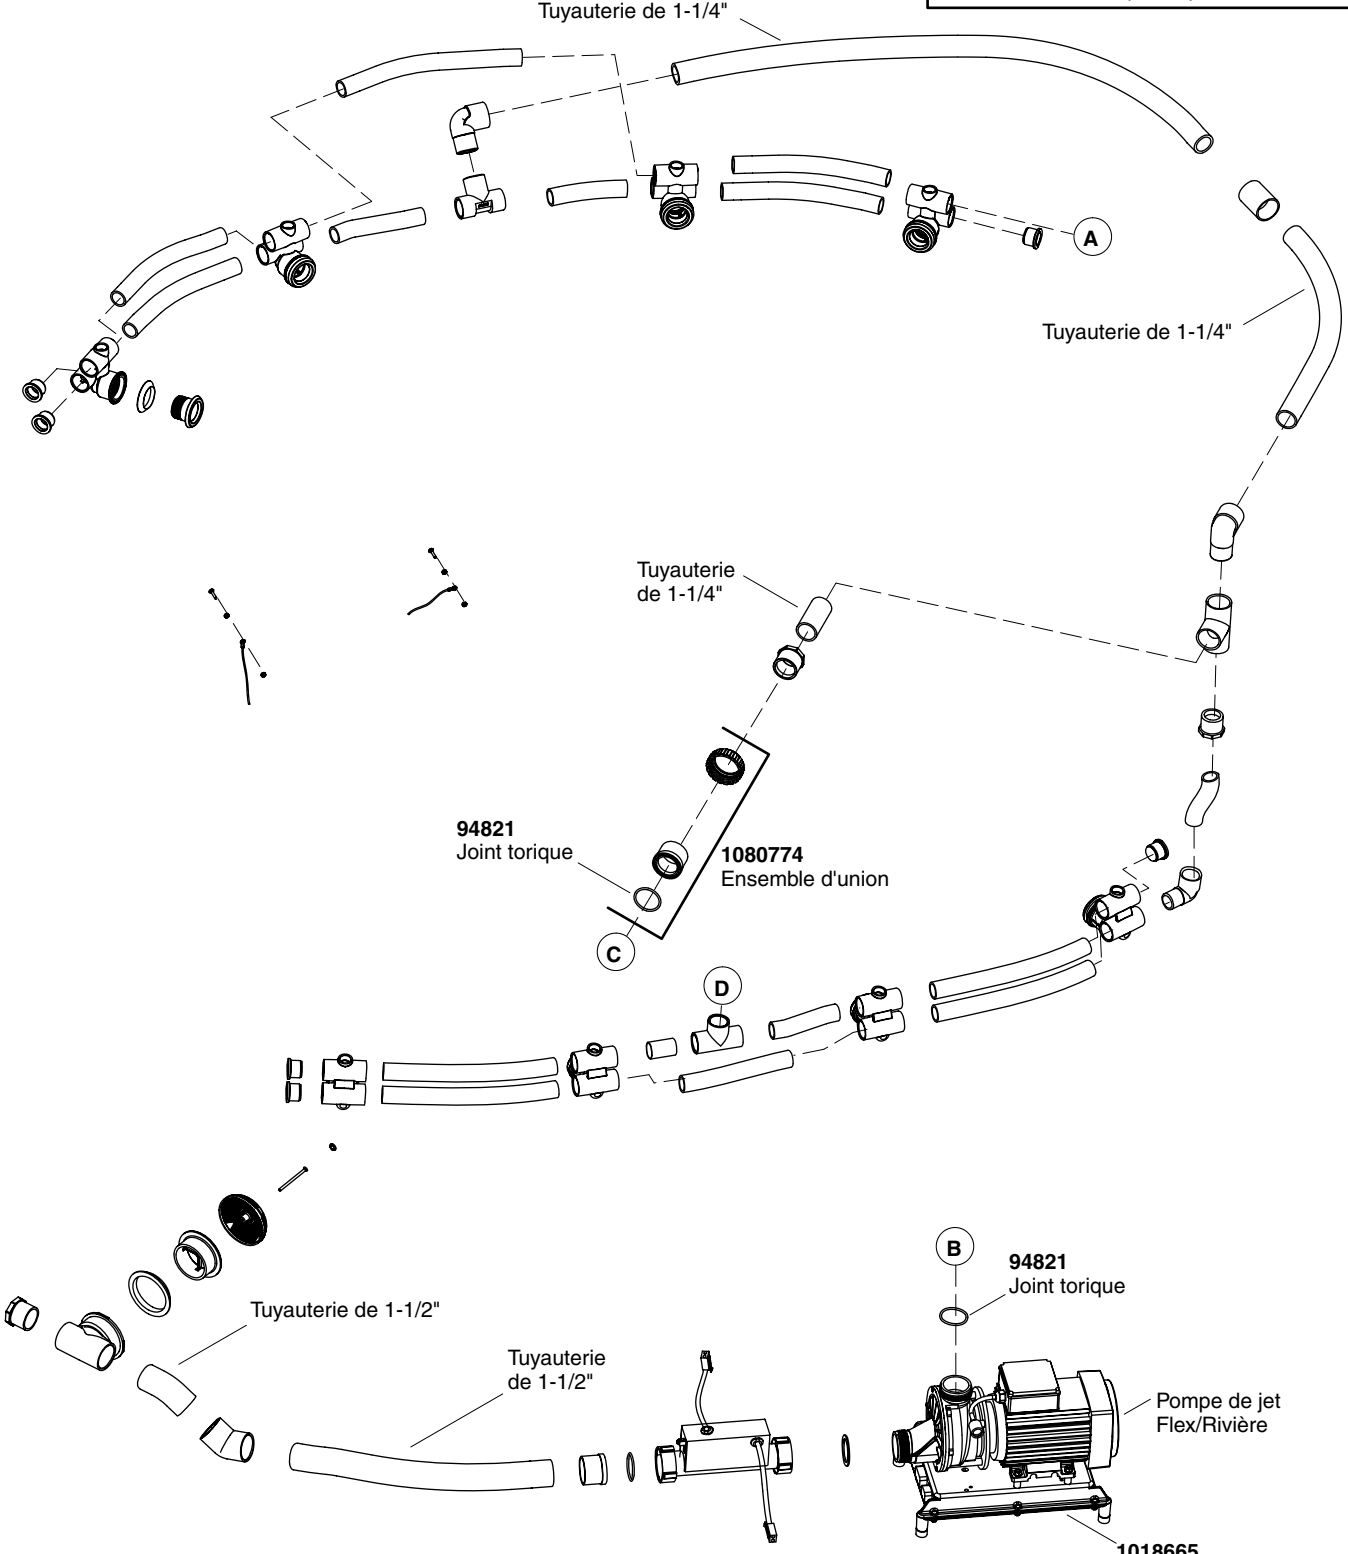 Tuyauterie de 1-1/4"
A
Tuyauterie de 1-1/4"
Tuyauterie
de 1-1/4"
94821
Joint torique
1080774
Ensemble d'union
C
D
B
94821
Joint torique
Tuyauterie de 1-1/2"
Tuyauterie
de 1-1/2"
Pompe de jet
Flex/Rivière
1018665